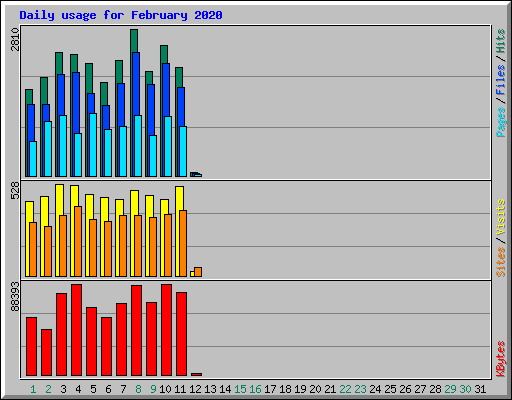 Daily usage for February 2020
2810
Pages / Files / Hits
528
Sites / Visits
88393
KBytes
1 2 3 4 5 6 7 8 9 10 11 12 13 14 15 16 17 18 19 20 21 22 23 24 25 26 27 28 29 30 31